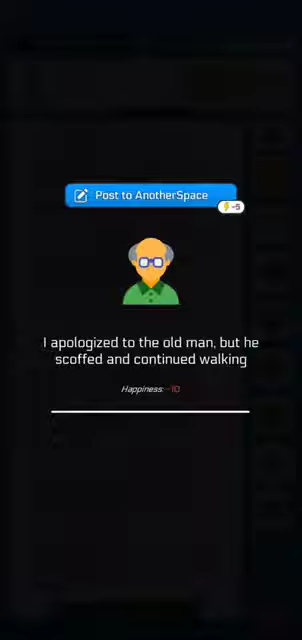 Post to AnotherSpace
-5
I apologized to the old man, but he
scoffed and continued walking
Happiness: -10